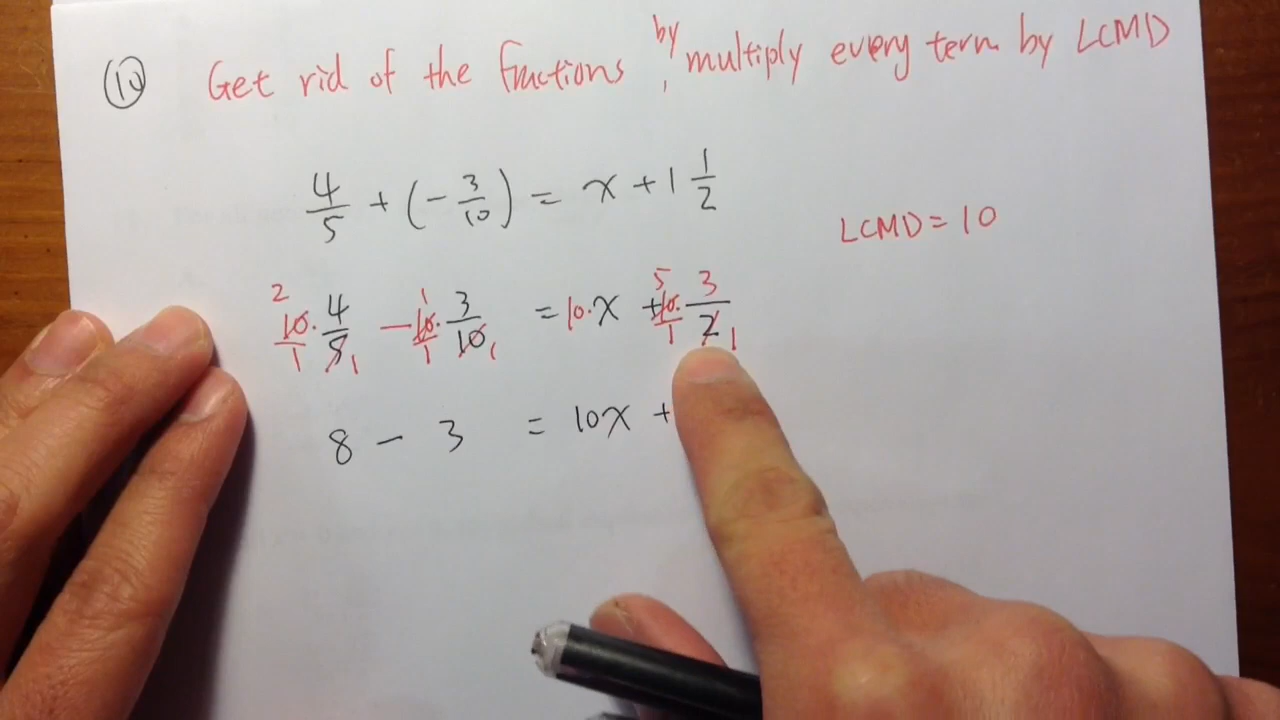 (10) Get rid of the fractions, by multiply every term by LCMD
4/5 + (-3/10) = x + 1 1/2
LCMD = 10
2 10/1 · 4/5 1 - 1 10/1 · 3/10 1 = 10·x + 5 10/1 · 3/2 1
8 - 3 = 10x +